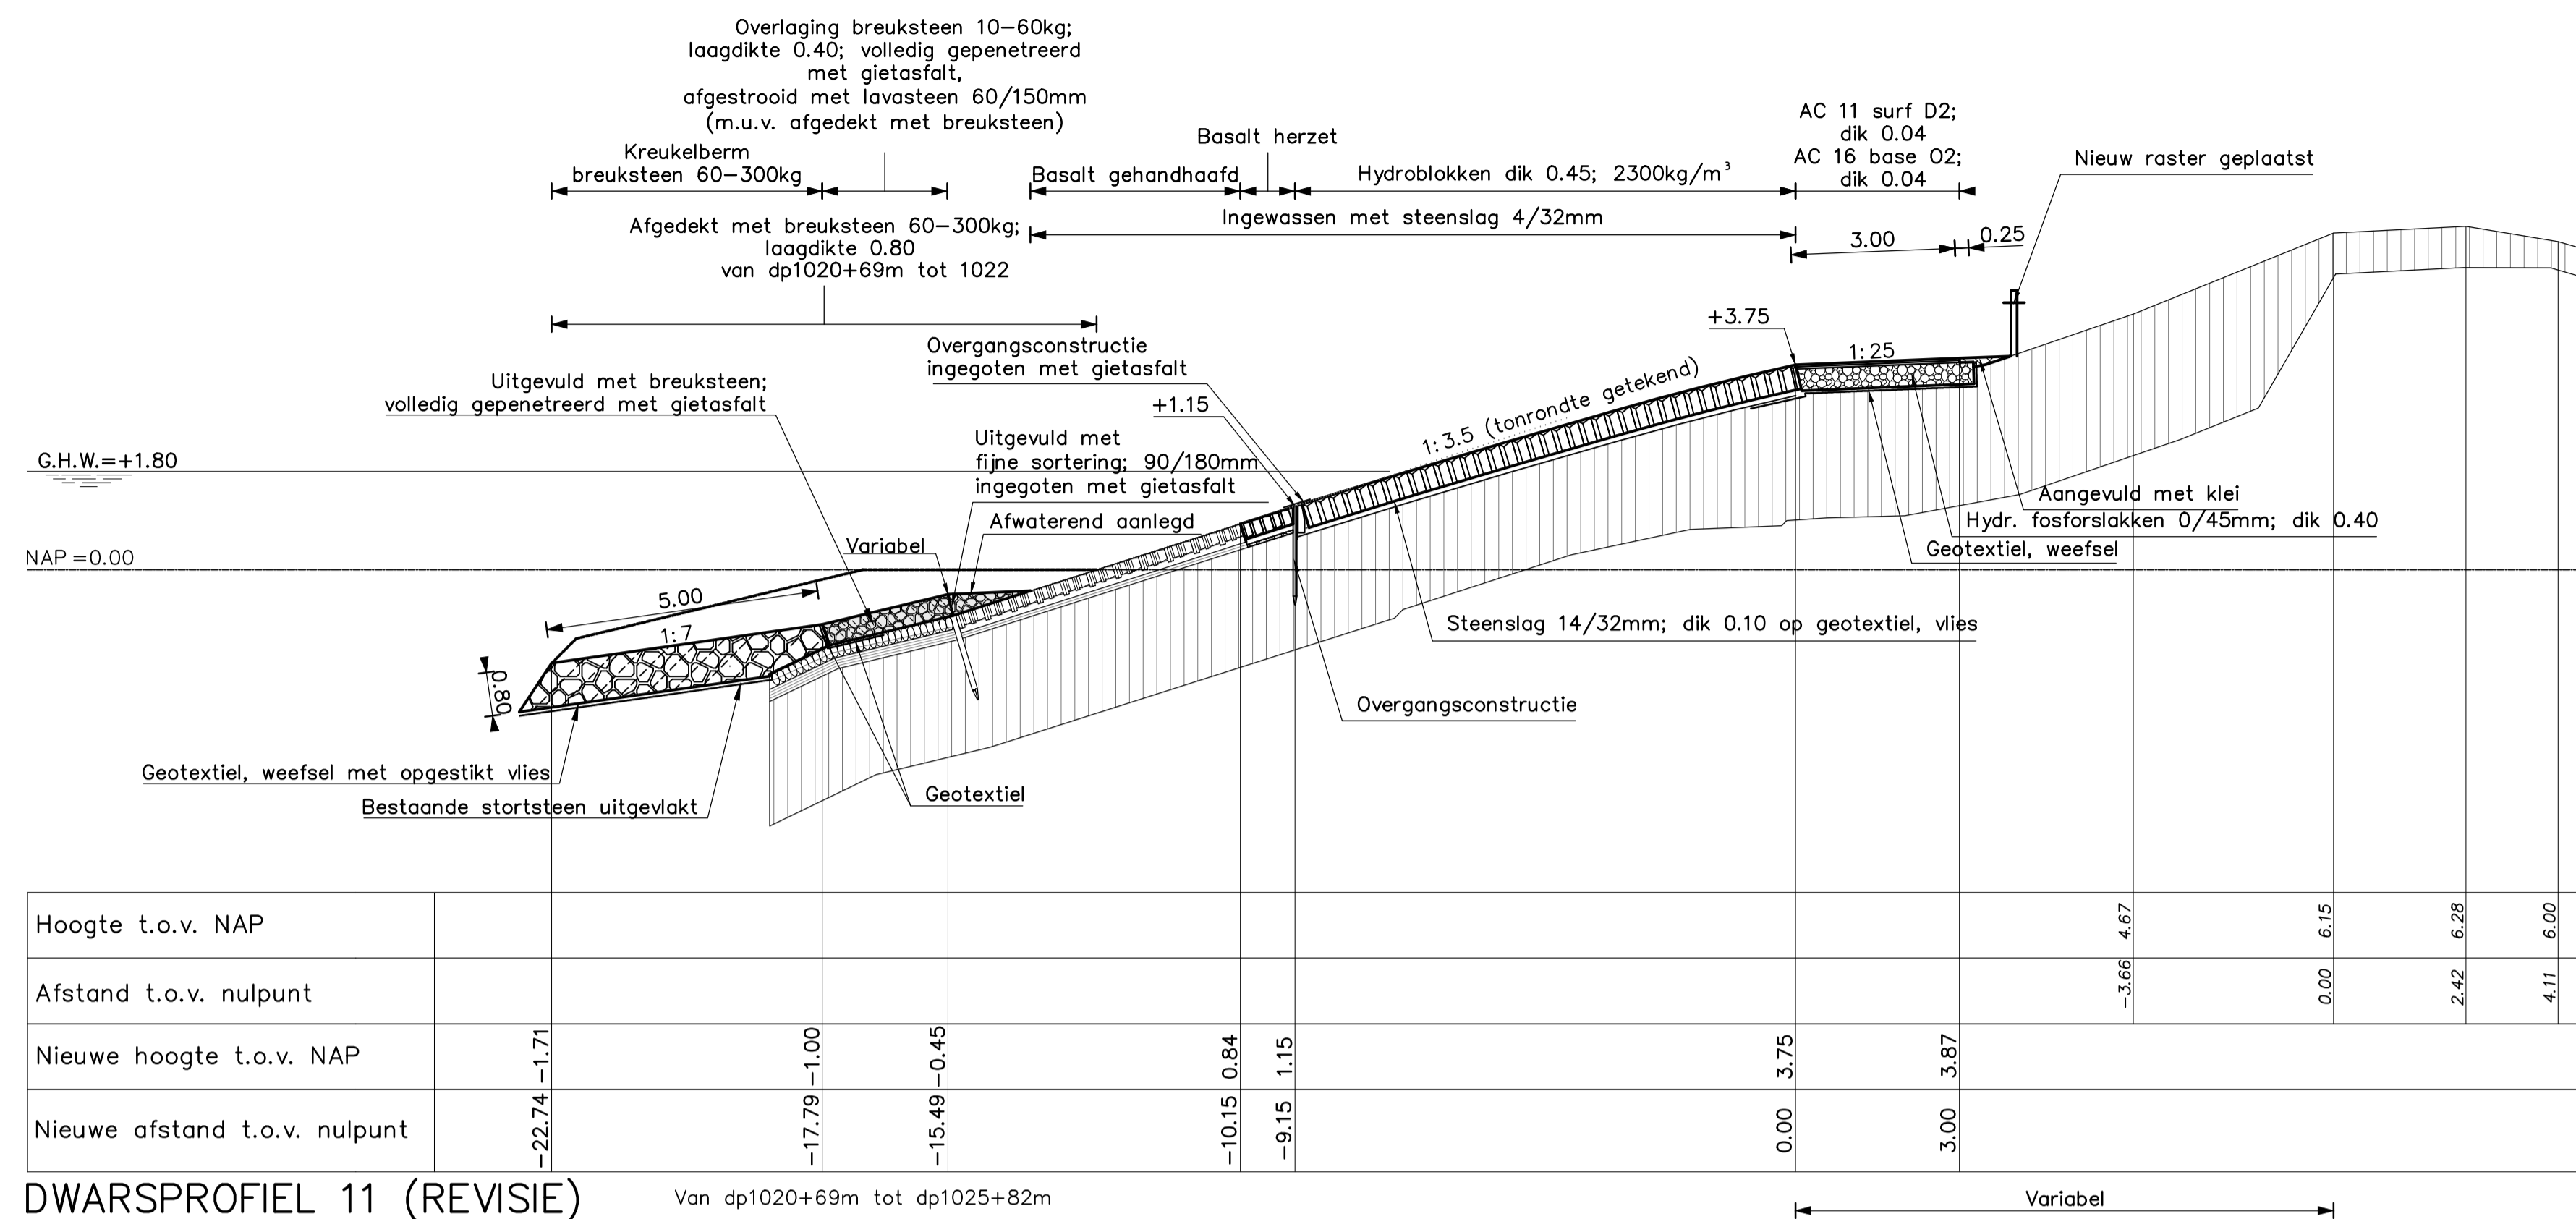 Overlaging breuksteen 10-60kg;
laagdikte 0.40; volledig gepenetreerd
met gietasfalt,
afgestrooid met lavasteen 60/150mm
(m.u.v. afgedekt met breuksteen)
Kreukelberm
breuksteen 60-300kg
Basalt gehandhaafd
Basalt herzet
Hydroblokken dik 0.45; 2300kg/m³
AC 11 surf D2;
dik 0.04
AC 16 base O2;
dik 0.04
Nieuw raster geplaatst
Ingewassen met steenslag 4/32mm
3.00
0.25
Afgedekt met breuksteen 60-300kg;
laagdikte 0.80
van dp1020+69m tot 1022
+3.75
1:25
Overgangsconstructie
ingegoten met gietasfalt
1:3.5 (tonrondte getekend)
Uitgevuld met breuksteen;
volledig gepenetreerd met gietasfalt
+1.15
Uitgevuld met
fijne sortering; 90/180mm
ingegoten met gietasfalt
G.H.W.=+1.80
Afwaterend aanlegd
Variabel
NAP=0.00
Aangevuld met klei
Hydr. fosforslakken 0/45mm; dik 0.40
Geotextiel, weefsel
5.00
1:7
0.80
Steenslag 14/32mm; dik 0.10 op geotextiel, vlies
Overgangsconstructie
Geotextiel, weefsel met opgestikt vlies
Bestaande stortsteen uitgevlakt
Geotextiel
Hoogte t.o.v. NAP
4.67
6.15
6.28
6.00
Afstand t.o.v. nulpunt
-3.66
0.00
2.42
4.11
Nieuwe hoogte t.o.v. NAP
-1.71
-1.00
-0.45
0.84
1.15
3.75
3.87
Nieuwe afstand t.o.v. nulpunt
-22.74
-17.79
-15.49
-10.15
-9.15
0.00
3.00
DWARSPROFIEL 11 (REVISIE)
Van dp1020+69m tot dp1025+82m
Variabel